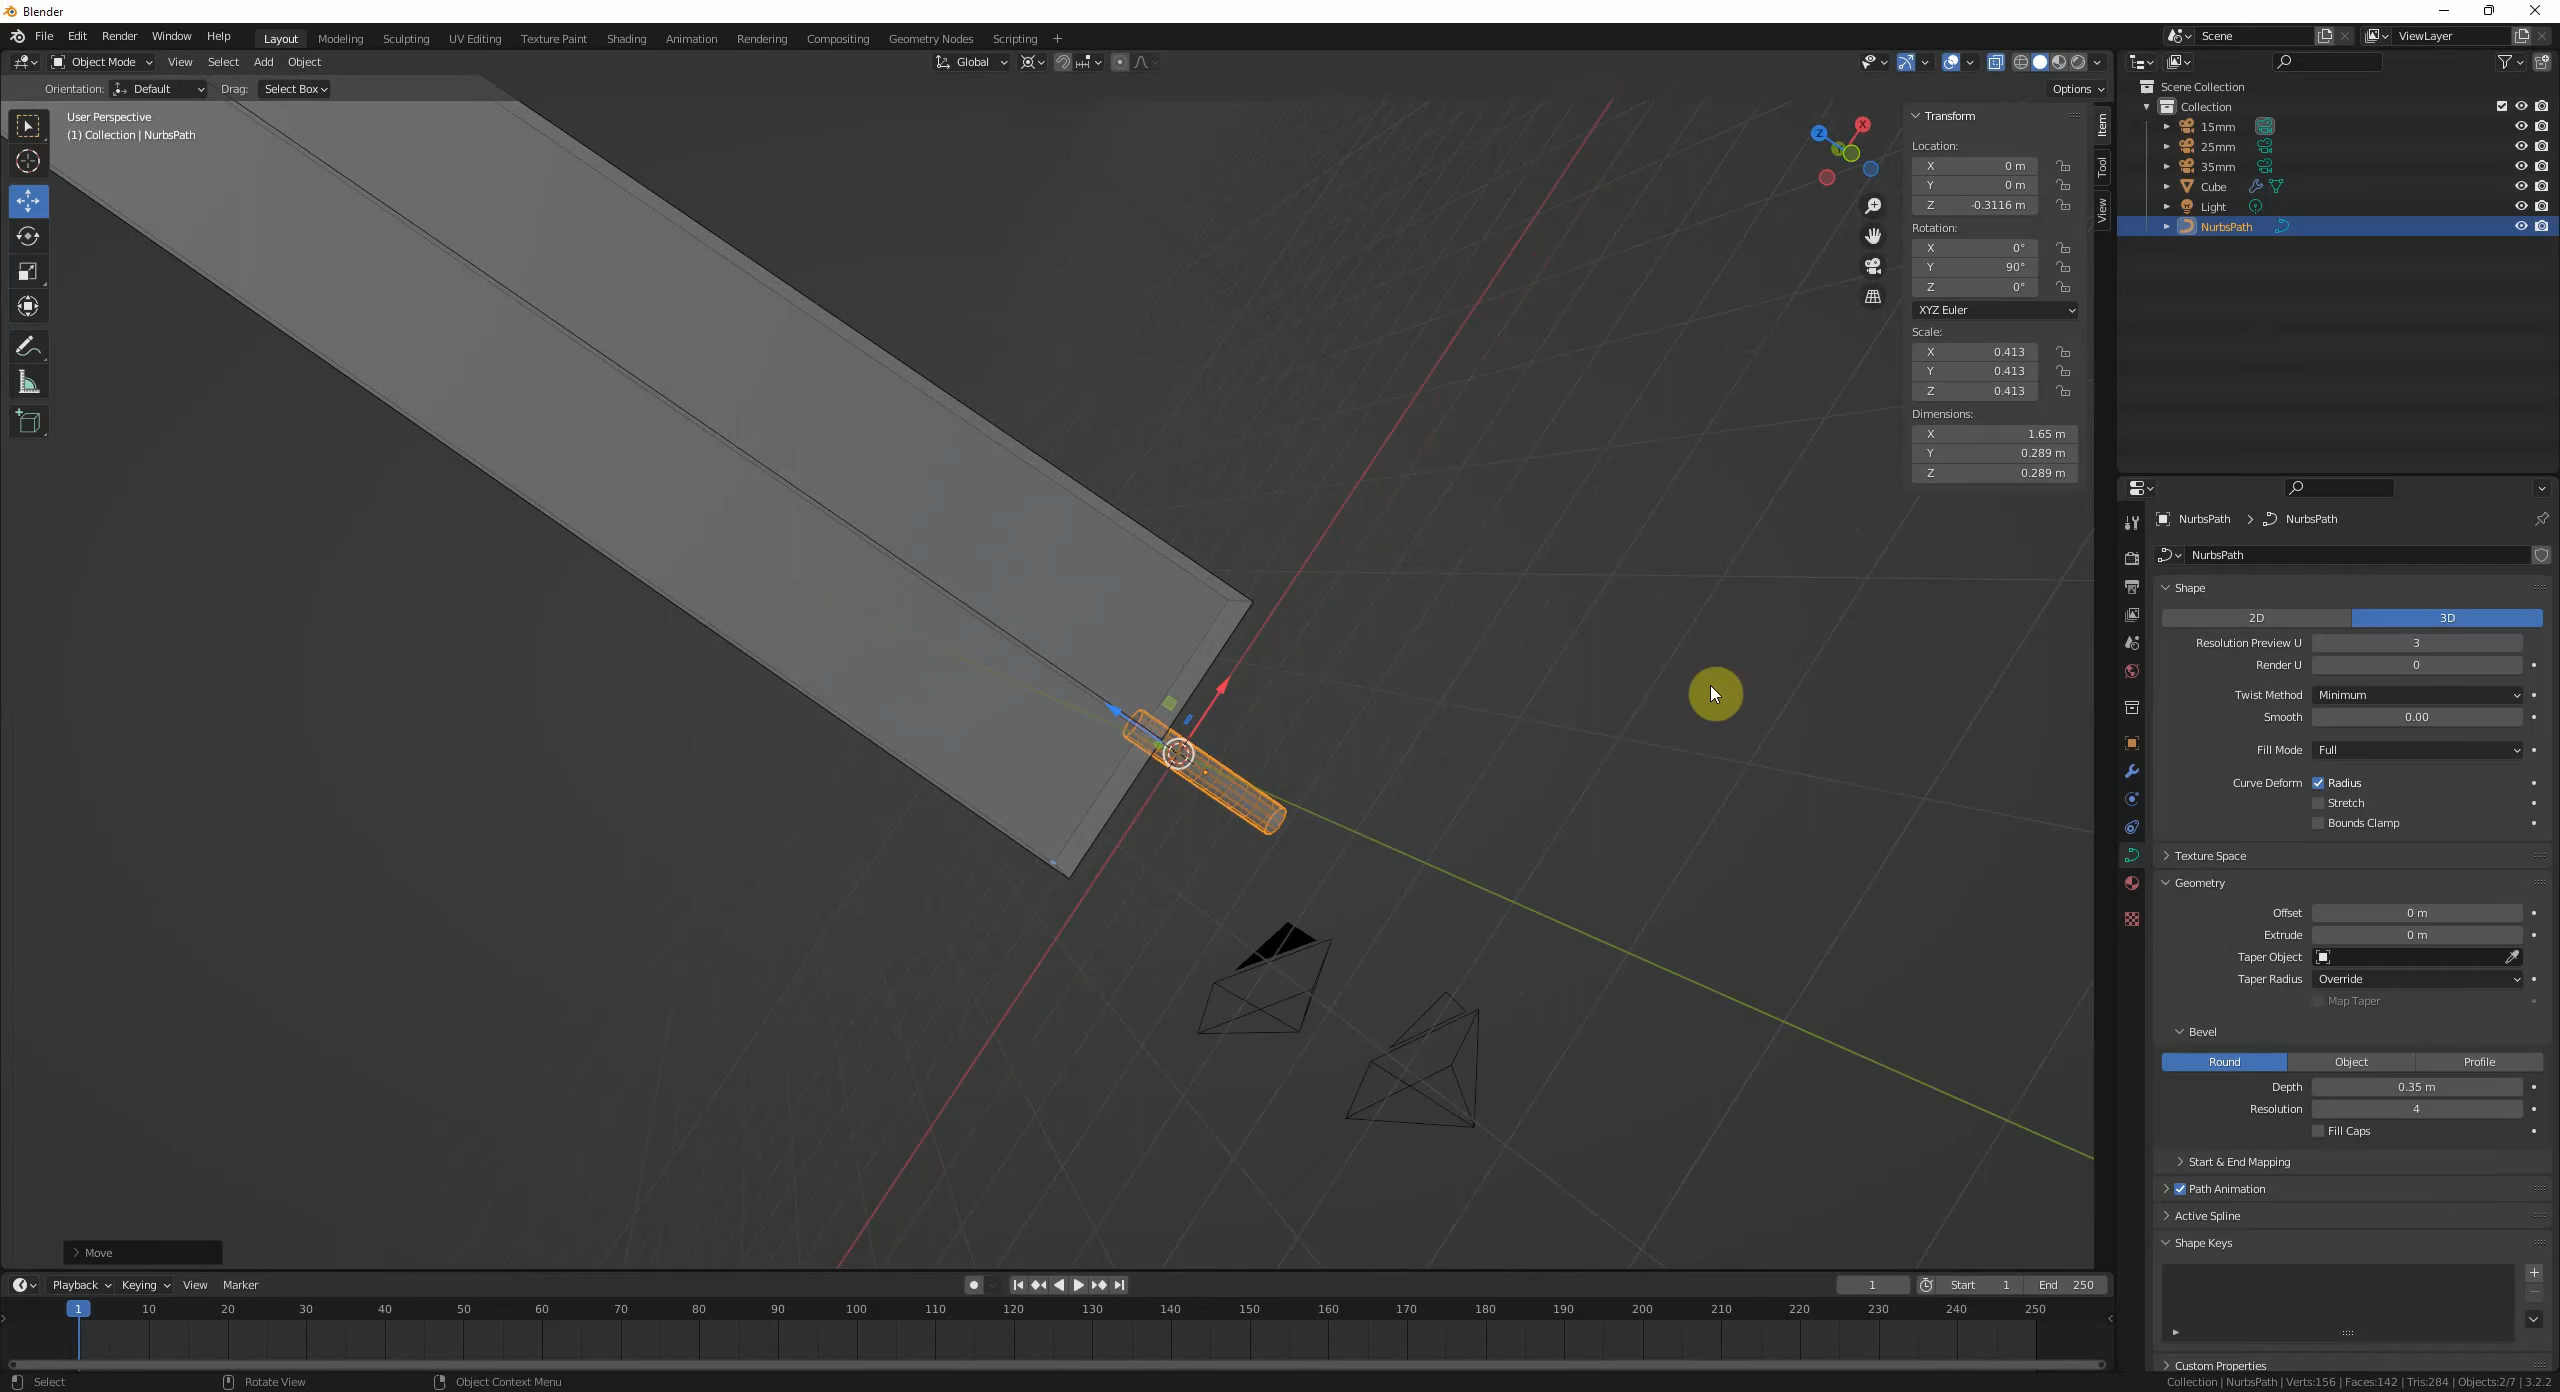 Blender
File Edit Render Window Help Layout Modeling Sculpting UV Editing Texture Paint Shading Animation Rendering Compositing Geometry Nodes Scripting + Scene ViewLayer
Object Mode View Select Add Object Global
Orientation: Default Drag: Select Box Options
User Perspective
(1) Collection | NurbsPath
X
Z
Transform
Location:
X 0 m
Y 0 m
Z -0.3116 m
Rotation:
X 0°
Y 90°
Z 0°
XYZ Euler
Scale:
X 0.413
Y 0.413
Z 0.413
Dimensions:
X 1.65 m
Y 0.289 m
Z 0.289 m
Item
Tool
View
Scene Collection
Collection
15mm
25mm
35mm
Cube
Light
NurbsPath
NurbsPath > NurbsPath
NurbsPath
Shape
2D 3D
Resolution Preview U 3
Render U 0
Twist Method Minimum
Smooth 0.00
Fill Mode Full
Curve Deform Radius
Stretch
Bounds Clamp
Texture Space
Geometry
Offset 0 m
Extrude 0 m
Taper Object
Taper Radius Override
Map Taper
Bevel
Round Object Profile
Depth 0.35 m
Resolution 4
Fill Caps
Start & End Mapping
Path Animation
Active Spline
Shape Keys
Custom Properties
Move
Playback Keying View Marker 1 Start 1 End 250
1 10 20 30 40 50 60 70 80 90 100 110 120 130 140 150 160 170 180 190 200 210 220 230 240 250
Select Rotate View Object Context Menu Collection | NurbsPath | Verts:156 | Faces:142 | Tris:284 | Objects:2/7 | 3.2.2